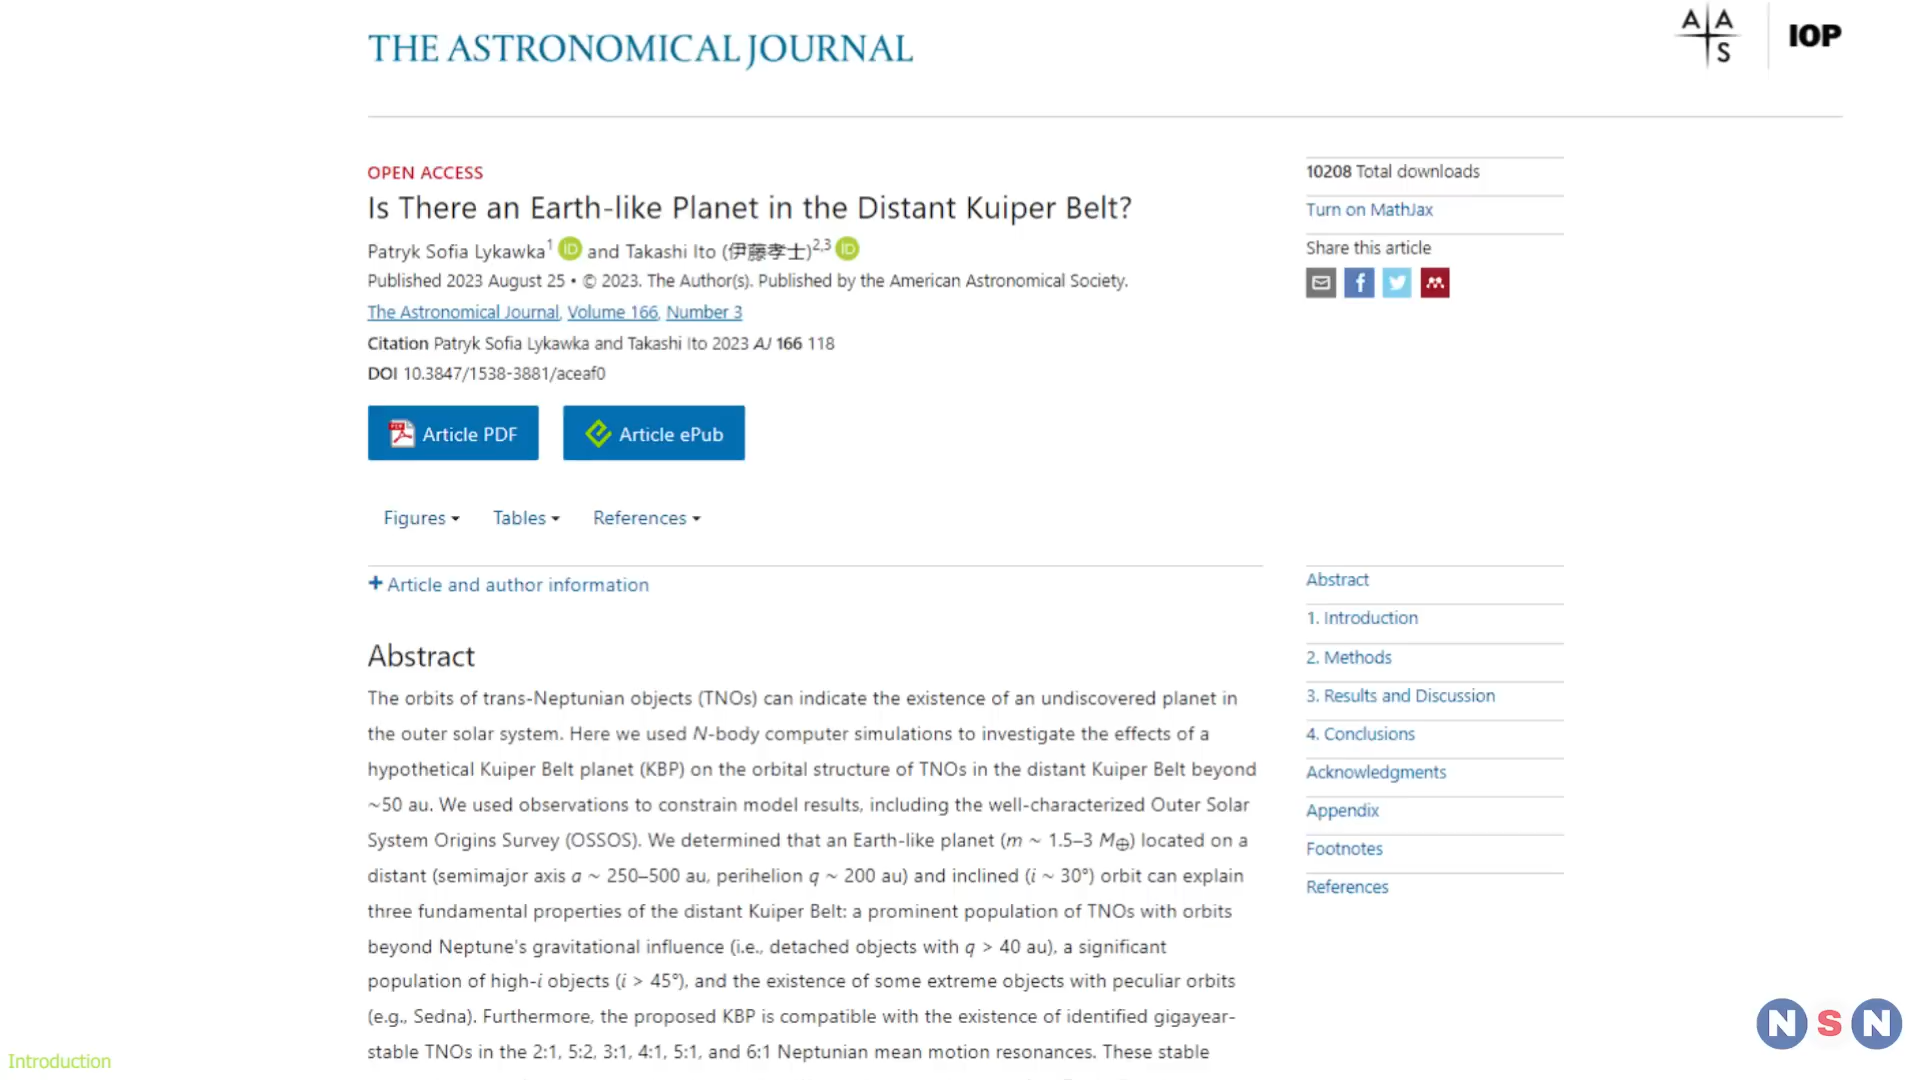 THE ASTRONOMICAL JOURNAL
A A S
IOP
OPEN ACCESS
Is There an Earth-like Planet in the Distant Kuiper Belt?
Patryk Sofia Lykawka1 iD and Takashi Ito (伊藤孝士)2,3 iD
Published 2023 August 25 • © 2023. The Author(s). Published by the American Astronomical Society.
The Astronomical Journal, Volume 166, Number 3
Citation Patryk Sofia Lykawka and Takashi Ito 2023 AJ 166 118
DOI 10.3847/1538-3881/aceaf0
Article PDF
Article ePub
Figures
Tables
References
+ Article and author information
Abstract
The orbits of trans-Neptunian objects (TNOs) can indicate the existence of an undiscovered planet in
the outer solar system. Here we used N-body computer simulations to investigate the effects of a
hypothetical Kuiper Belt planet (KBP) on the orbital structure of TNOs in the distant Kuiper Belt beyond
~50 au. We used observations to constrain model results, including the well-characterized Outer Solar
System Origins Survey (OSSOS). We determined that an Earth-like planet (m ~ 1.5–3 M⊕) located on a
distant (semimajor axis a ~ 250–500 au, perihelion q ~ 200 au) and inclined (i ~ 30°) orbit can explain
three fundamental properties of the distant Kuiper Belt: a prominent population of TNOs with orbits
beyond Neptune's gravitational influence (i.e., detached objects with q > 40 au), a significant
population of high-i objects (i > 45°), and the existence of some extreme objects with peculiar orbits
(e.g., Sedna). Furthermore, the proposed KBP is compatible with the existence of identified gigayear-
stable TNOs in the 2:1, 5:2, 3:1, 4:1, 5:1, and 6:1 Neptunian mean motion resonances. These stable
10208 Total downloads
Turn on MathJax
Share this article
Abstract
1. Introduction
2. Methods
3. Results and Discussion
4. Conclusions
Acknowledgments
Appendix
Footnotes
References
N S N
Introduction